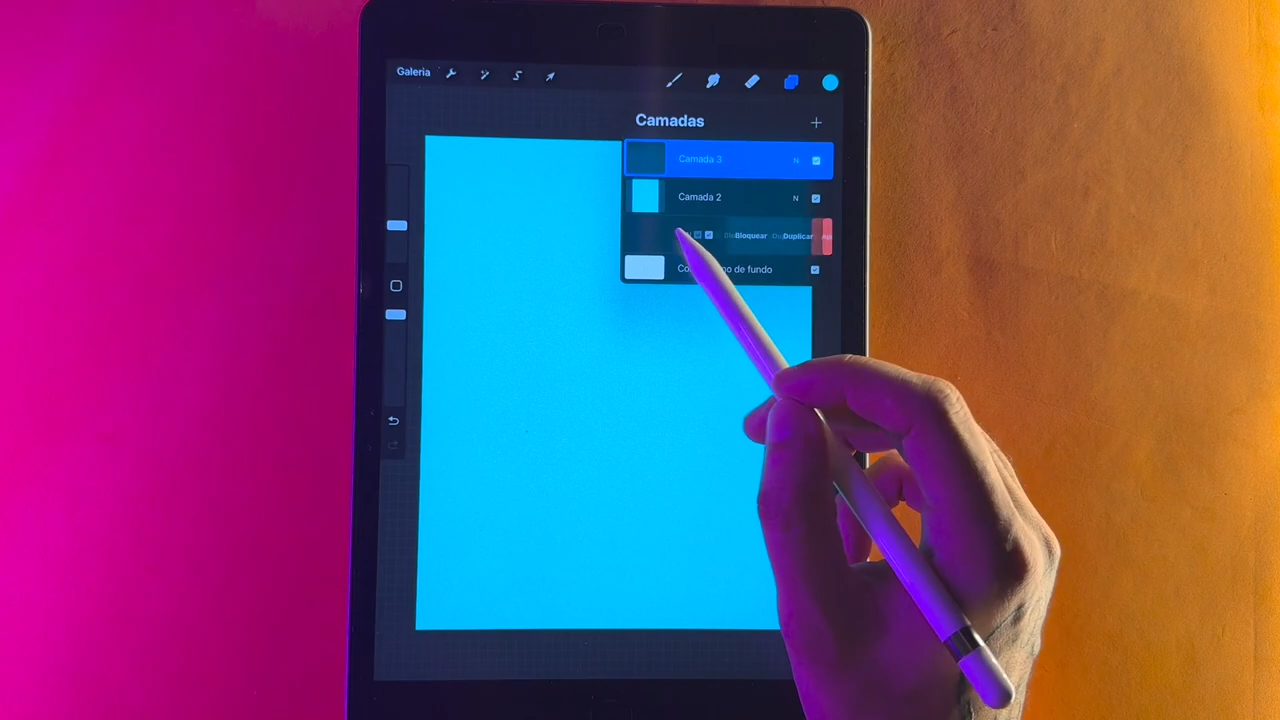 Galeria
Camadas
Camada 3 N
Camada 2 N
Bloquear Duplicar
de fundo